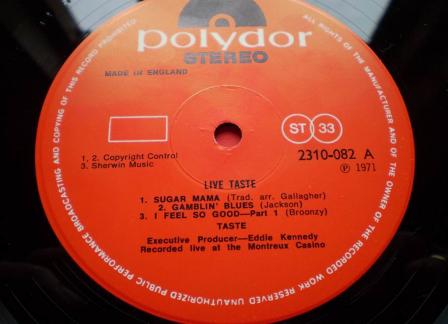 polydor
STEREO
MADE IN ENGLAND
ALL RIGHTS OF THE MANUFACTURER AND OF THE OWNER OF THE RECORDED WORK RESERVED UNAUTHORIZED PUBLIC PERFORMANCE BROADCASTING AND COPYING OF THIS RECORD PROHIBITED
ST 33
1, 2. Copyright Control
3. Sherwin Music
2310-082 A
Ⓟ 1971
LIVE TASTE
1. SUGAR MAMA (Trad. arr. Gallagher)
2. GAMBLIN' BLUES (Jackson)
3. I FEEL SO GOOD—Part 1 (Broonzy)
TASTE
Executive Producer—Eddie Kennedy
Recorded live at the Montreux Casino